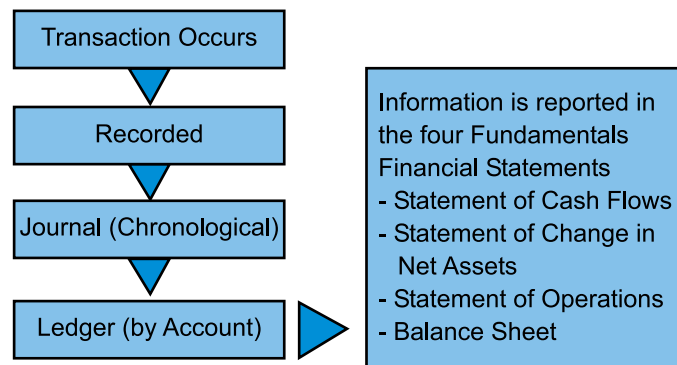 Transaction Occurs
Recorded
Journal (Chronological)
Ledger (by Account)
Information is reported in
the four Fundamentals
Financial Statements
- Statement of Cash Flows
- Statement of Change in
Net Assets
- Statement of Operations
- Balance Sheet